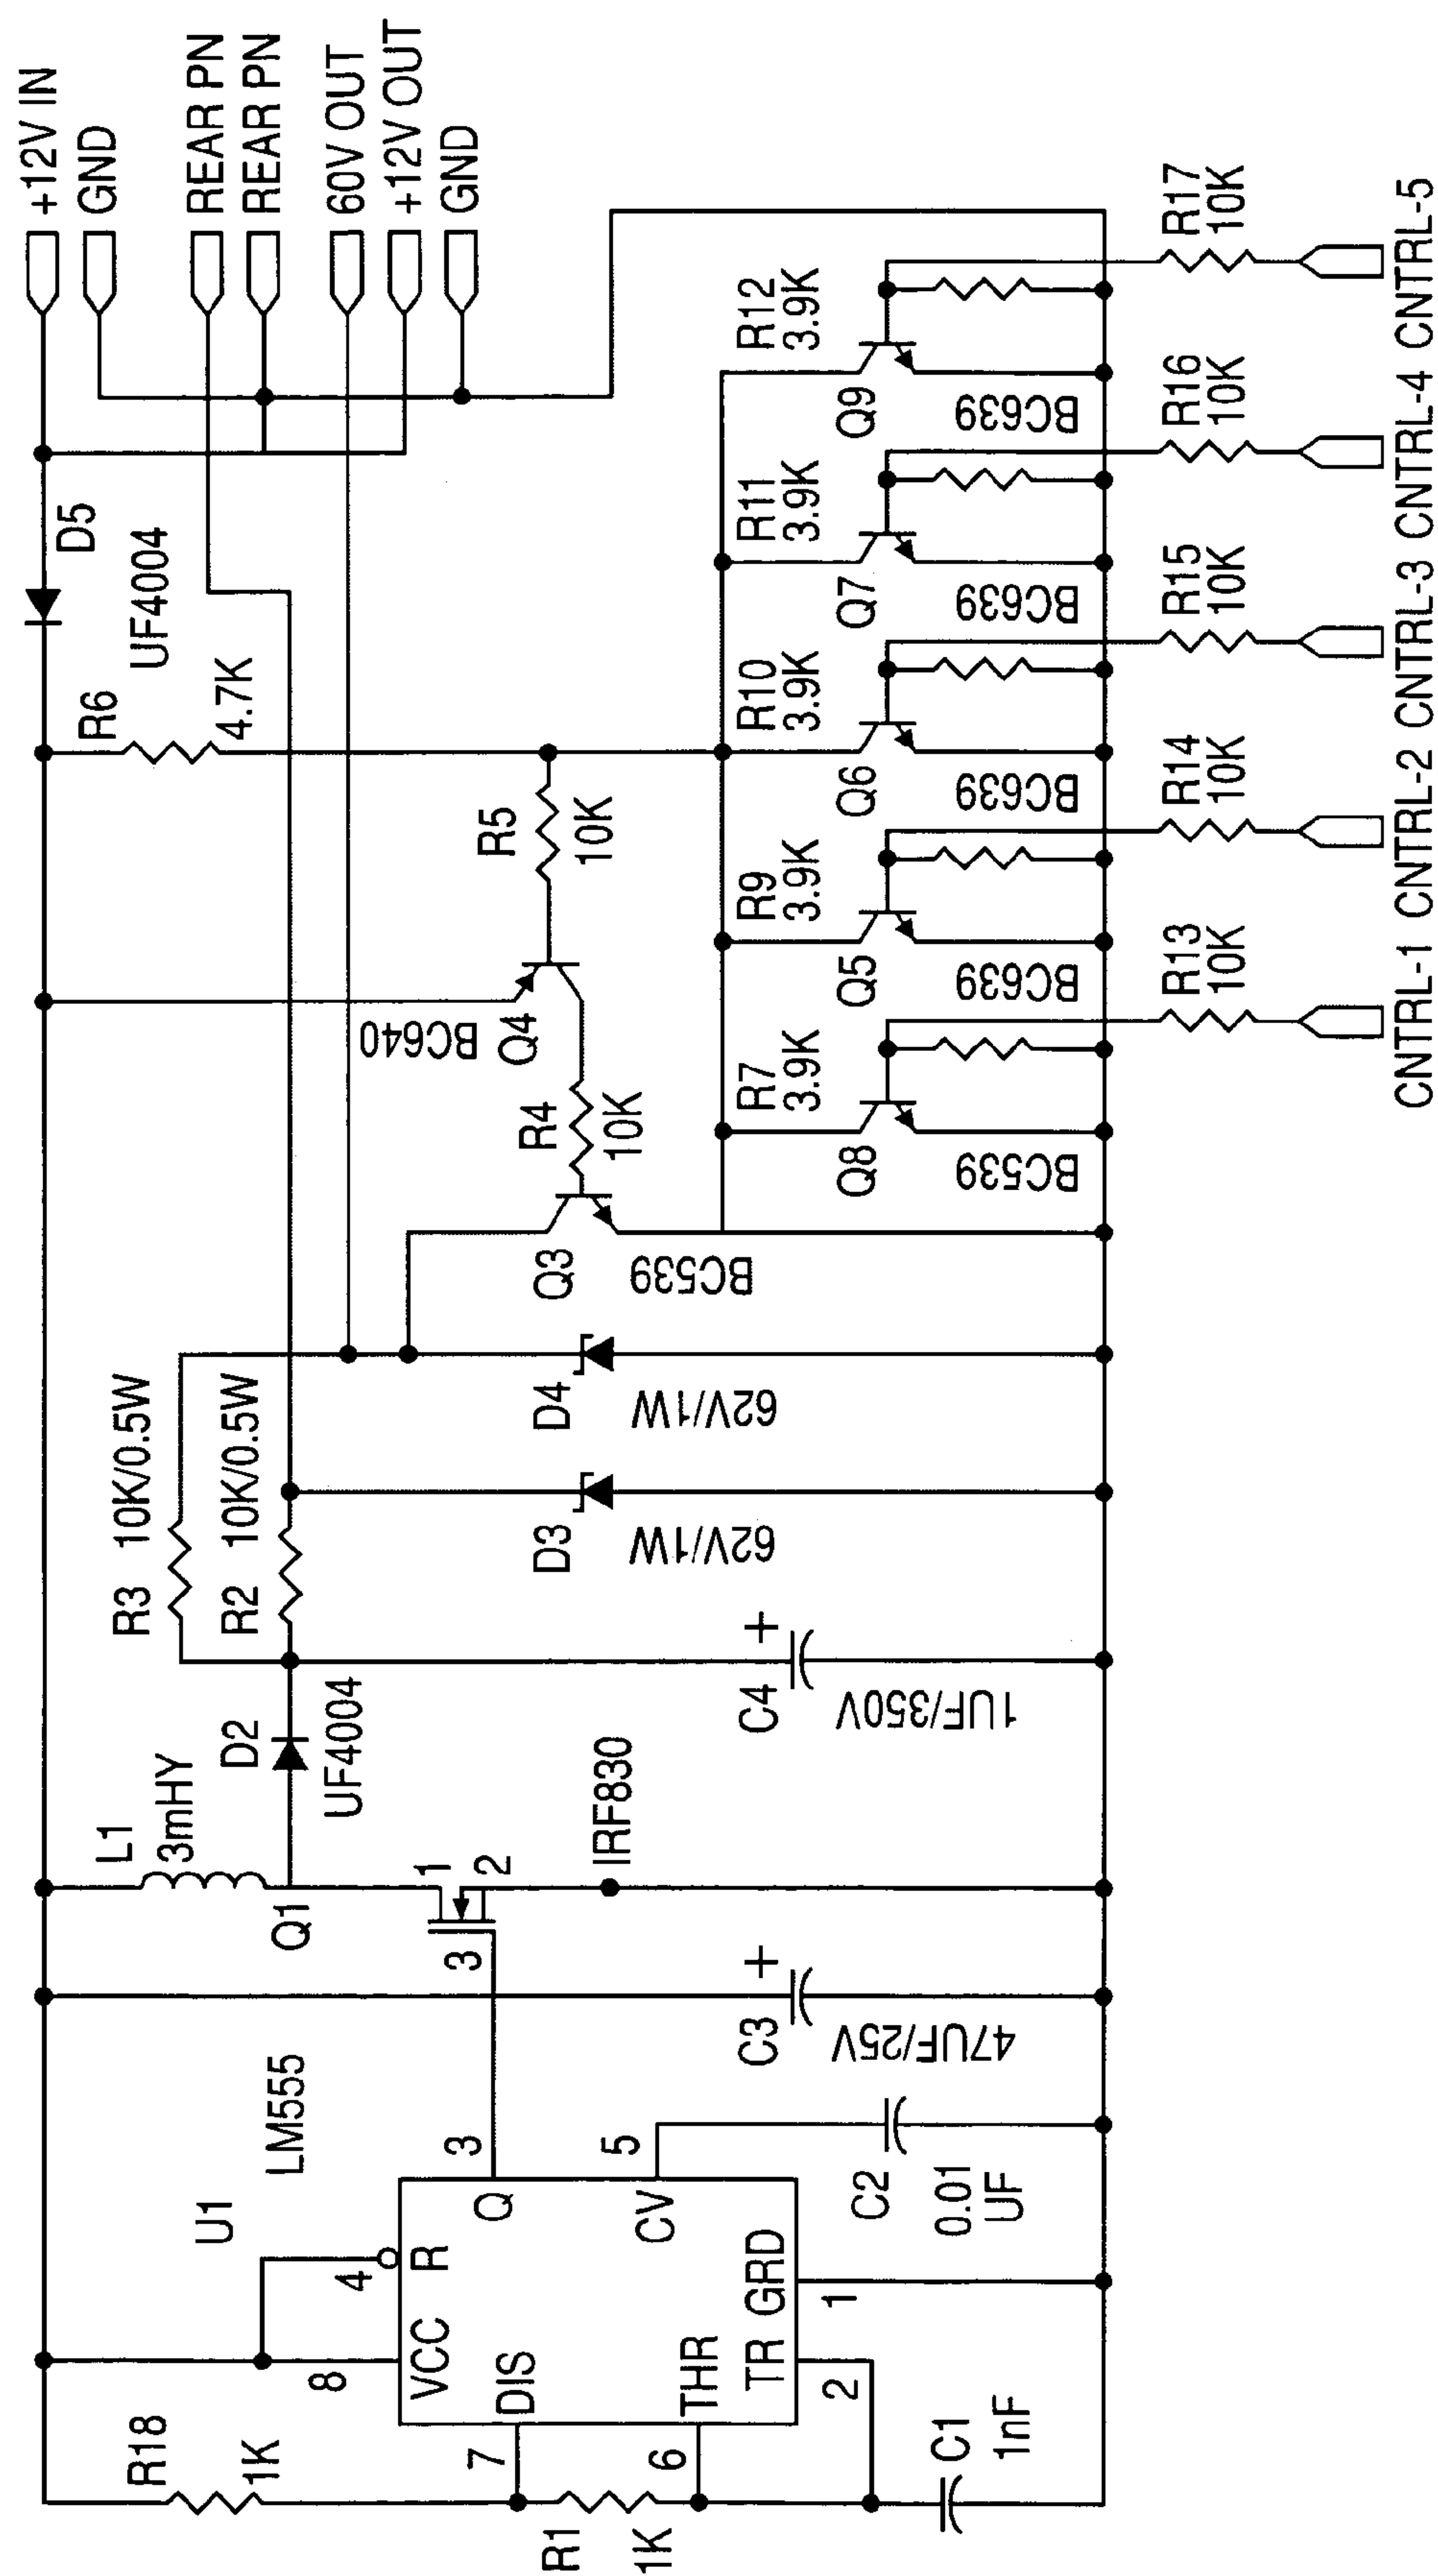 +12V IN
GND
REAR PN
REAR PN
60V OUT
+12V OUT
GND
D5
UF4004
R6
4.7K
R5
10K
BC640
Q4
R4
10K
Q3
BC539
R12
3.9K
Q9
BC639
R11
3.9K
Q7
BC639
R10
3.9K
Q6
BC639
R9
3.9K
Q5
BC639
R7
3.9K
Q8
BC539
R17
10K
R16
10K
R15
10K
R14
10K
R13
10K
CNTRL-1 CNTRL-2 CNTRL-3 CNTRL-4 CNTRL-5
R3 10K/0.5W
R2 10K/0.5W
D4
62V/1W
D3
62V/1W
D2
UF4004
C4
+
1UF/350V
L1
3mHY
Q1
1
2
3
IRF830
C3
+
47UF/25V
U1
LM555
3
Q
5
CV
4
R
8
VCC
7
DIS
6
THR
2
TR
1
GRD
C2
0.01
UF
R18
1K
R1
1K
C1
1nF